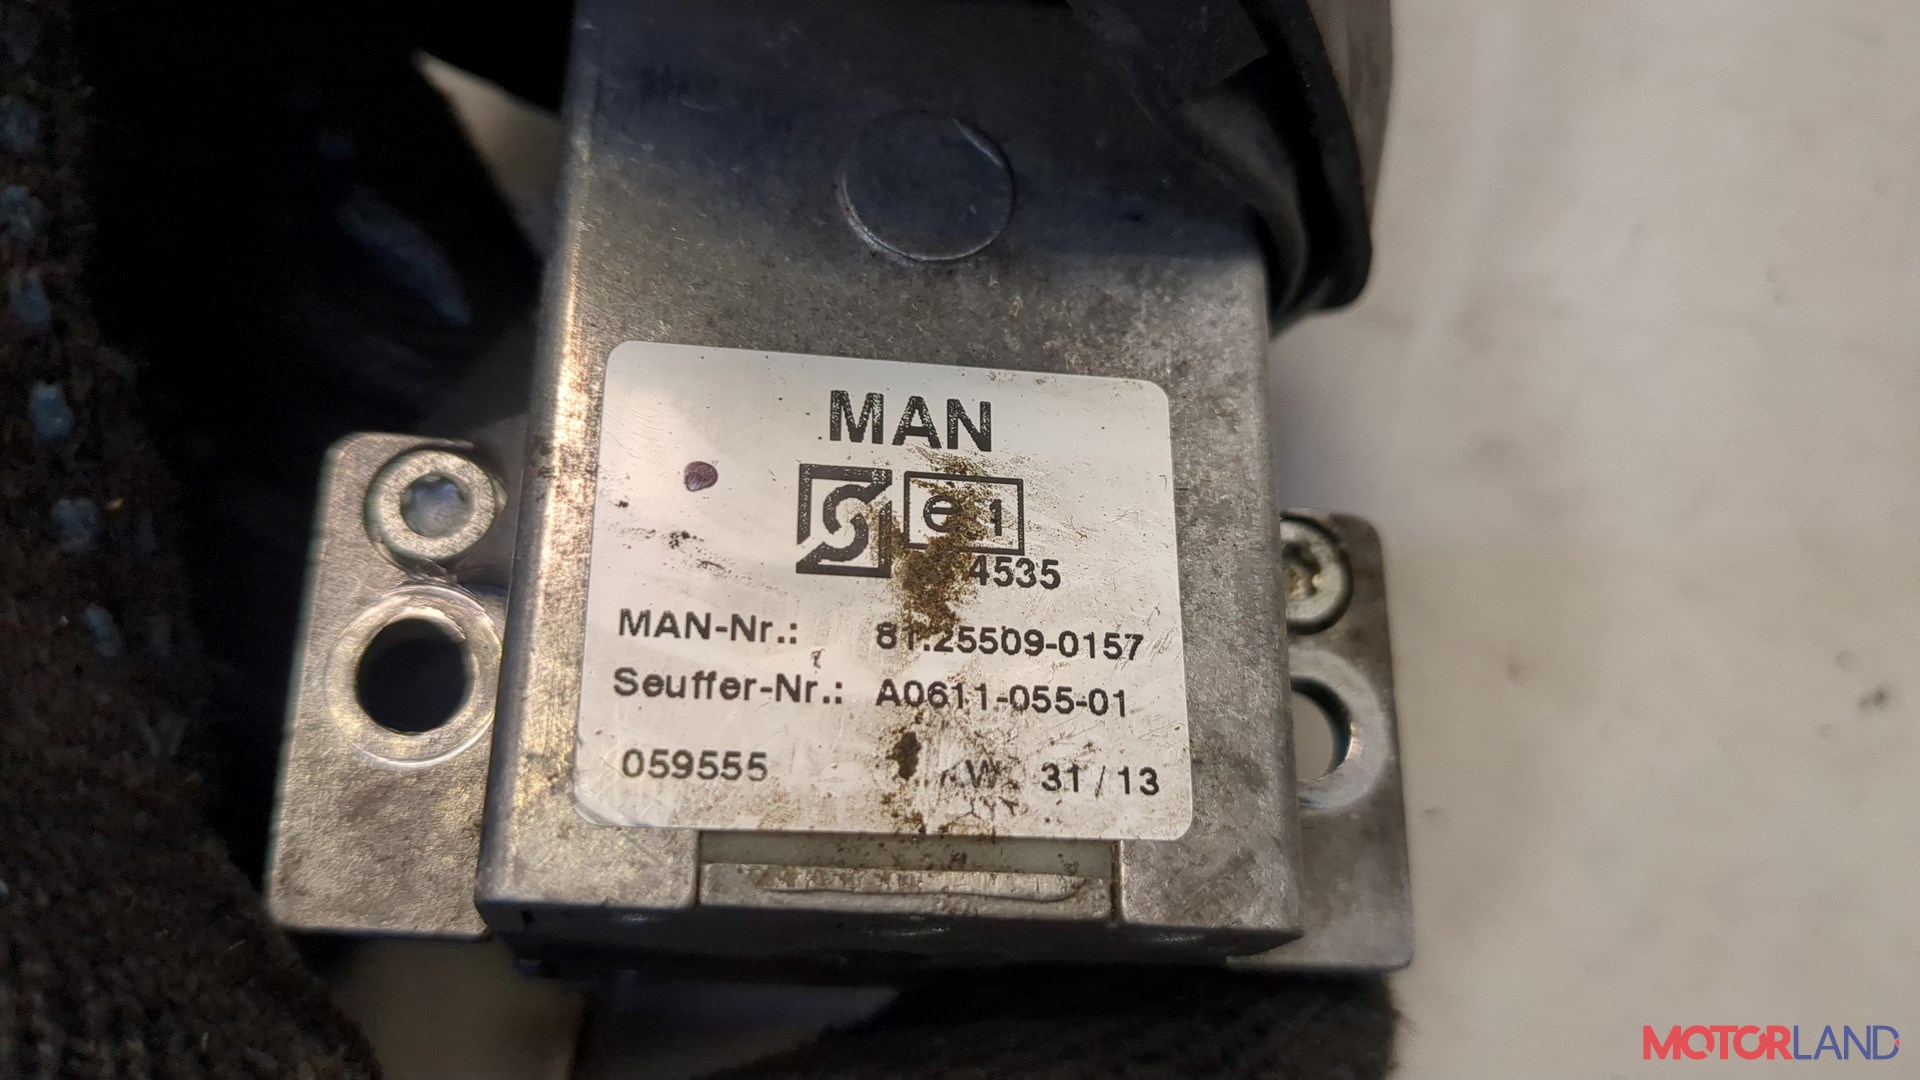 MAN
e 1
4535
MAN-Nr.: 81.25509-0157
Seuffer-Nr.: A0611-055-01
059555 W 31/13
MOTORLAND